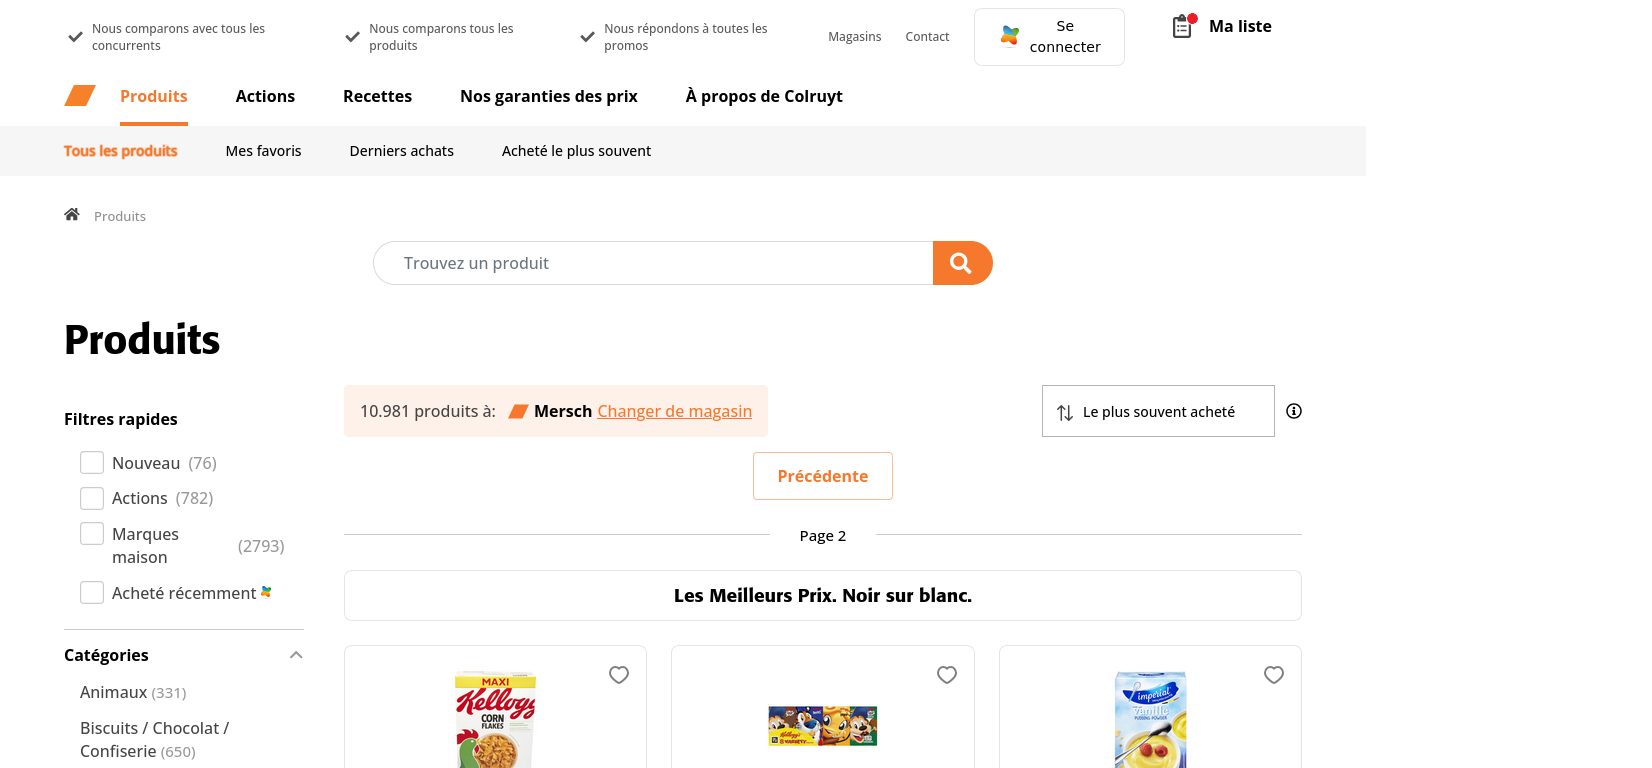 Nous comparons avec tous les
concurrents
Nous comparons tous les
produits
Nous répondons à toutes les
promos
Magasins
Contact
Se
connecter
Ma liste
Produits
Actions
Recettes
Nos garanties des prix
À propos de Colruyt
Tous les produits
Mes favoris
Derniers achats
Acheté le plus souvent
Produits
Trouvez un produit
Produits
Filtres rapides
Nouveau (76)
Actions (782)
Marques
maison
(2793)
Acheté récemment
Catégories
Animaux (331)
Biscuits / Chocolat /
Confiserie (650)
10.981 produits à: Mersch Changer de magasin
Le plus souvent acheté
Précédente
Page 2
Les Meilleurs Prix. Noir sur blanc.
MAXI
Kellogg
CORN
FLAKES
Kellogg's
8 VARIETY
impérial
vanille
PUDDING POWDER